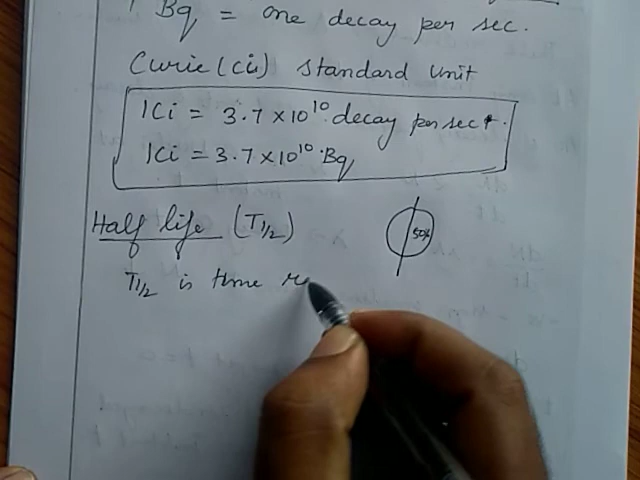 1 Bq = one decay per sec.
Curie (Ci) standard unit
1Ci = 3.7 × 10¹⁰ decay per sec.
1Ci = 3.7 × 10¹⁰ Bq
Half life (T1/2)
50%
T1/2 is time re